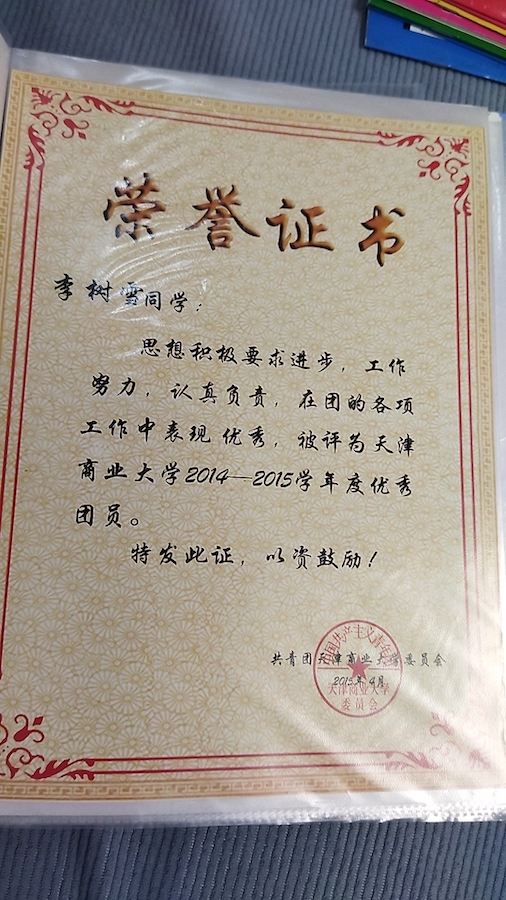 荣誉证书
李树雪同学：
思想积极要求进步，工作
努力，认真负责，在团的各项
工作中表现优秀，被评为天津
商业大学2014—2015学年度优秀
团员。
特发此证，以资鼓励！
共青团天津商业大学委员会
2015年4月
中国共产主义青年团
天津商业大学
委员会